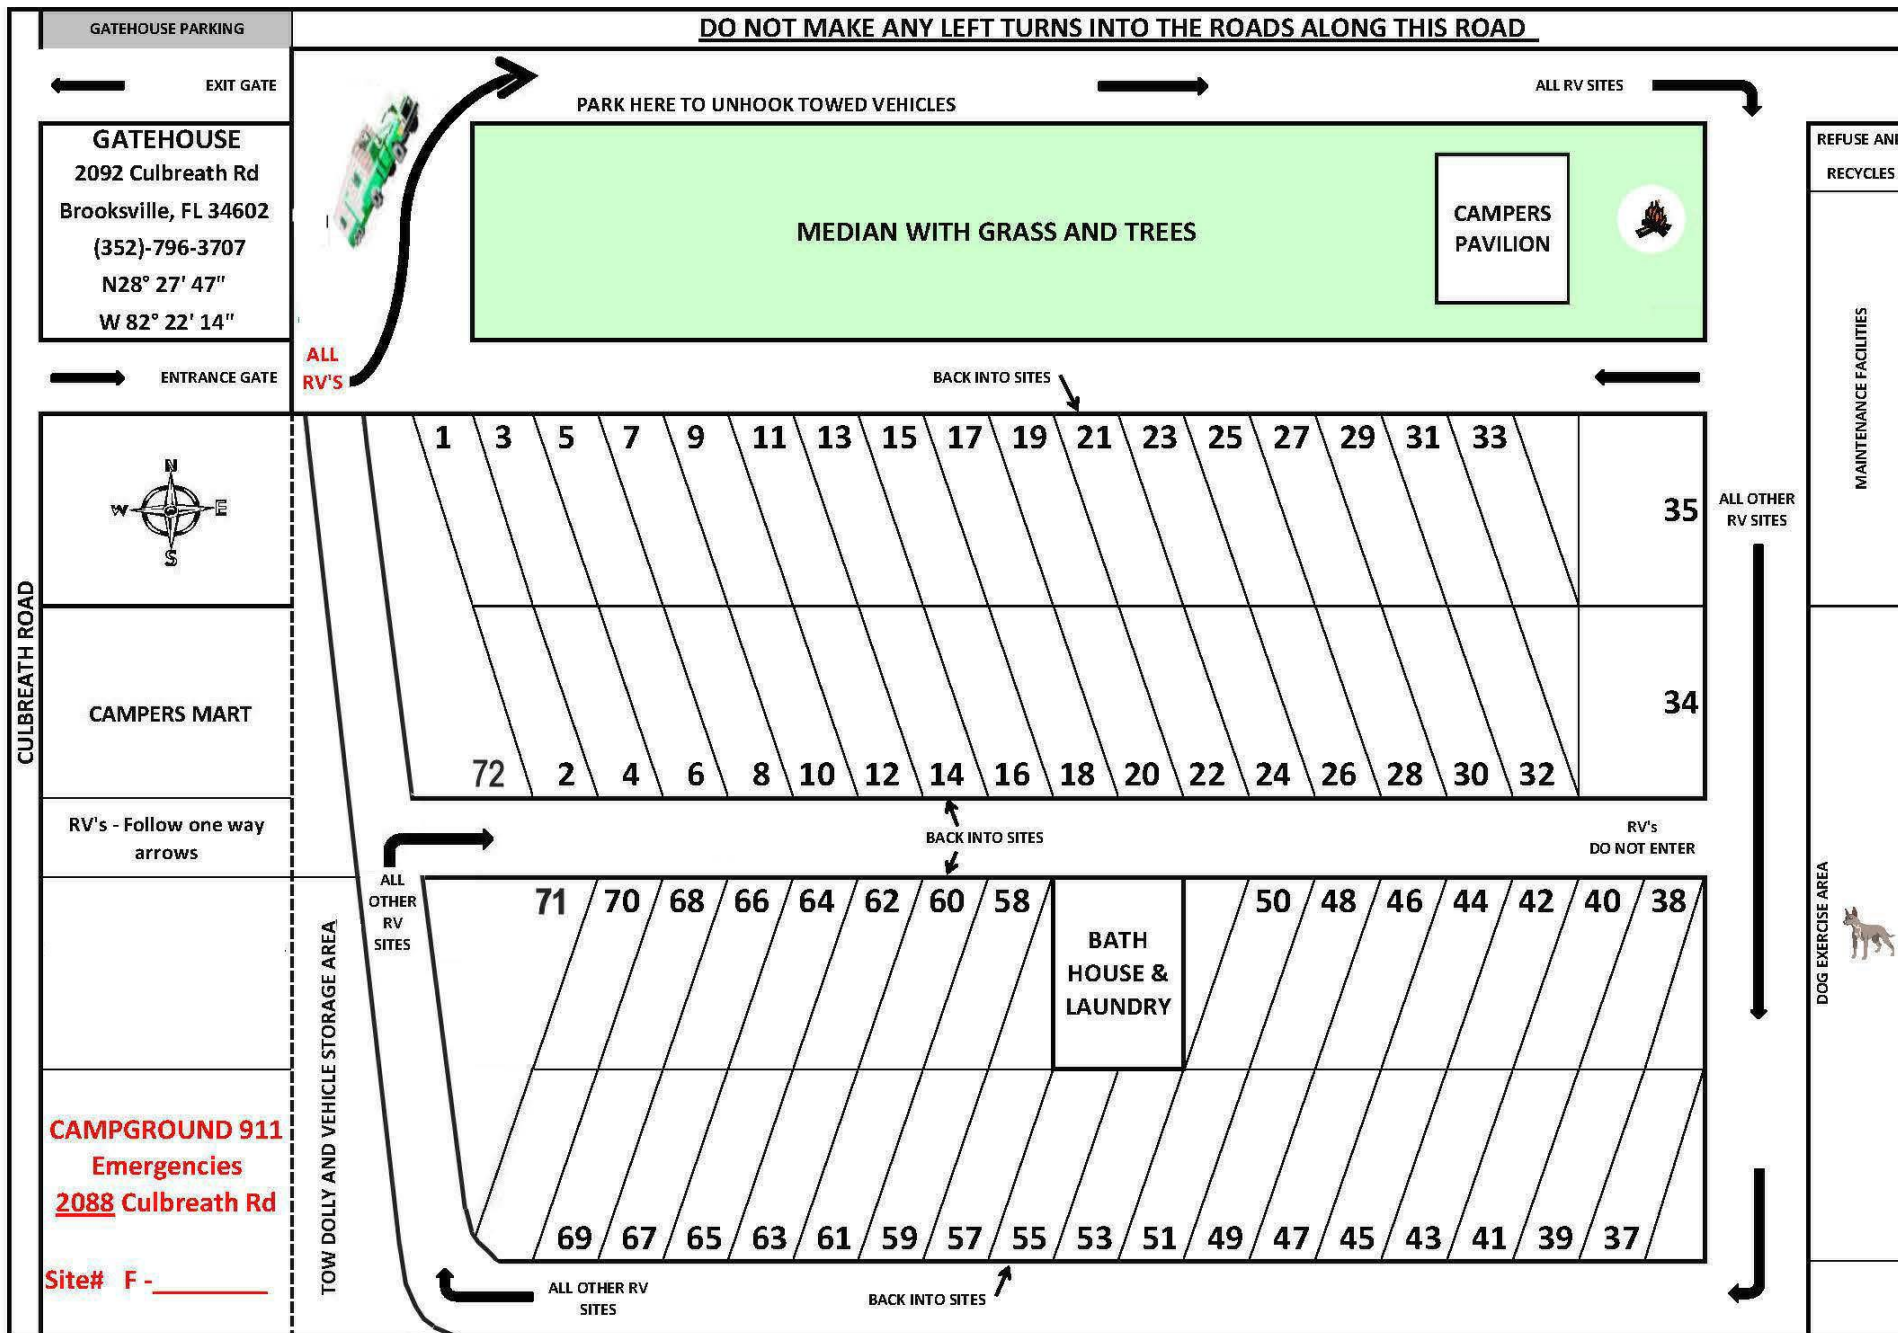 GATEHOUSE PARKING
DO NOT MAKE ANY LEFT TURNS INTO THE ROADS ALONG THIS ROAD
EXIT GATE
PARK HERE TO UNHOOK TOWED VEHICLES
ALL RV SITES
GATEHOUSE
2092 Culbreath Rd
Brooksville, FL 34602
(352)-796-3707
N28° 27' 47"
W 82° 22' 14"
MEDIAN WITH GRASS AND TREES
CAMPERS
PAVILION
REFUSE AND
RECYCLES
MAINTENANCE FACILITIES
ENTRANCE GATE
ALL
RV'S
BACK INTO SITES
1 3 5 7 9 11 13 15 17 19 21 23 25 27 29 31 33
35
ALL OTHER
RV SITES
N
W E
S
CULBREATH ROAD
CAMPERS MART
34
72 2 4 6 8 10 12 14 16 18 20 22 24 26 28 30 32
RV's - Follow one way
arrows
BACK INTO SITES
RV's
DO NOT ENTER
ALL
OTHER
RV
SITES
71 70 68 66 64 62 60 58 50 48 46 44 42 40 38
BATH
HOUSE &
LAUNDRY
DOG EXERCISE AREA
TOW DOLLY AND VEHICLE STORAGE AREA
CAMPGROUND 911
Emergencies
2088 Culbreath Rd
Site# F - ________
69 67 65 63 61 59 57 55 53 51 49 47 45 43 41 39 37
ALL OTHER RV
SITES
BACK INTO SITES